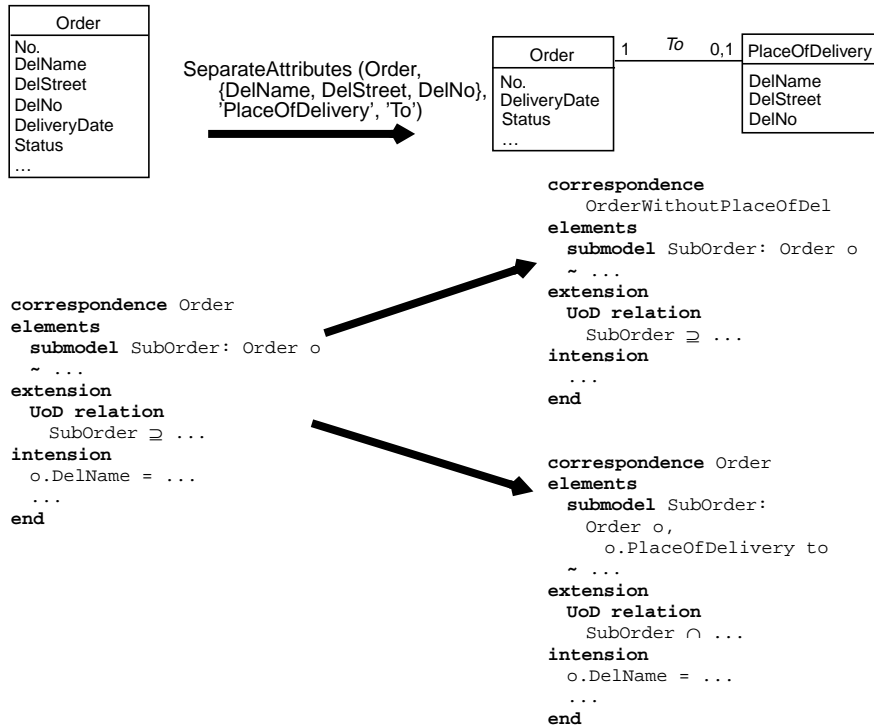 Order
No.
DelName
DelStreet
DelNo
DeliveryDate
Status
…
SeparateAttributes (Order,
{DelName, DelStreet, DelNo},
'PlaceOfDelivery', 'To')
Order
No.
DeliveryDate
Status
…
1 To 0,1
PlaceOfDelivery
DelName
DelStreet
DelNo
correspondence Order
elements
submodel SubOrder: Order o
~ ...
extension
UoD relation
SubOrder ⊇ ...
intension
o.DelName = ...
...
end
correspondence
OrderWithoutPlaceOfDel
elements
submodel SubOrder: Order o
~ ...
extension
UoD relation
SubOrder ⊇ ...
intension
...
end
correspondence Order
elements
submodel SubOrder:
Order o,
o.PlaceOfDelivery to
~ ...
extension
UoD relation
SubOrder ∩ ...
intension
o.DelName = ...
...
end